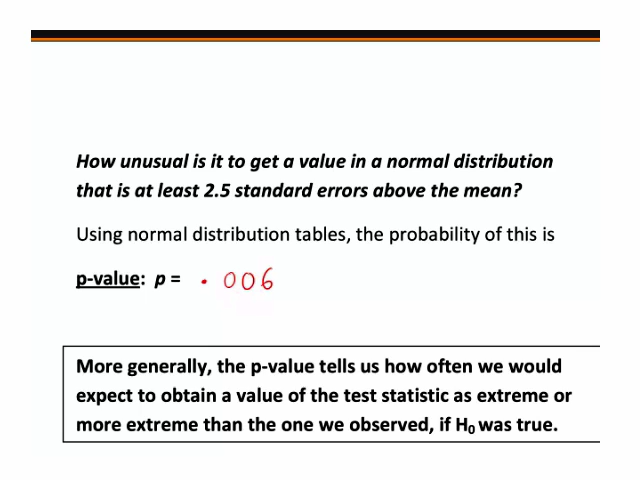 How unusual is it to get a value in a normal distribution
that is at least 2.5 standard errors above the mean?
Using normal distribution tables, the probability of this is
p-value: p = .006
More generally, the p-value tells us how often we would
expect to obtain a value of the test statistic as extreme or
more extreme than the one we observed, if H₀ was true.